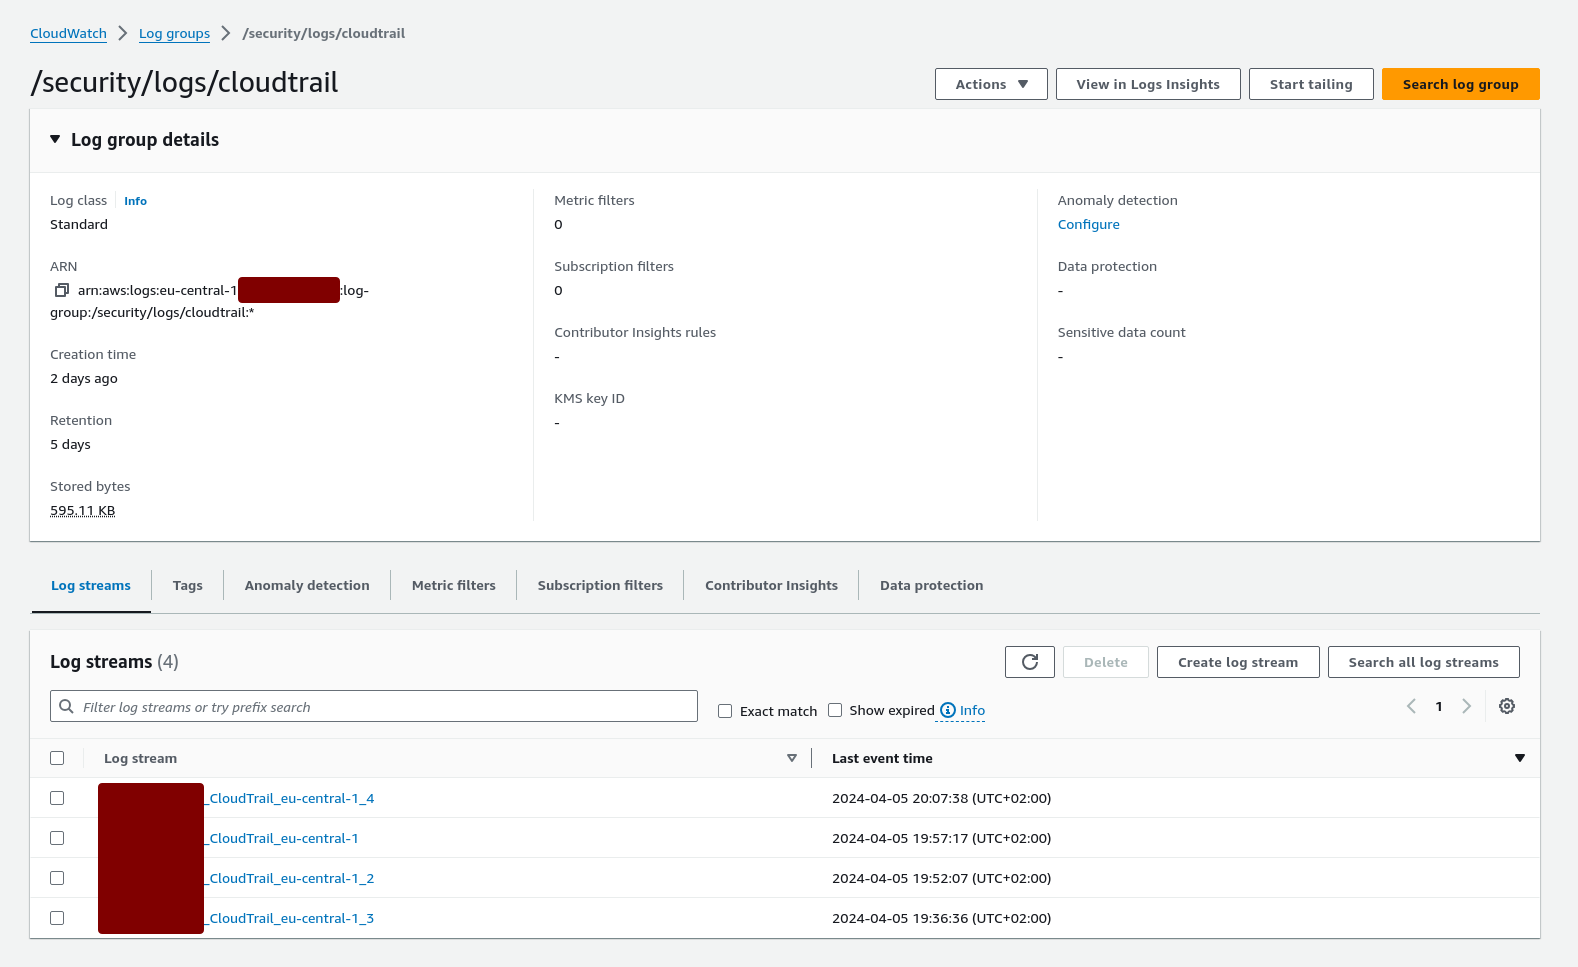 CloudWatch > Log groups > /security/logs/cloudtrail
/security/logs/cloudtrail
Actions ▼ View in Logs Insights Start tailing Search log group
▼ Log group details
Log class Info
Standard
ARN
arn:aws:logs:eu-central-1 :log-
group:/security/logs/cloudtrail:*
Creation time
2 days ago
Retention
5 days
Stored bytes
595.11 KB
Metric filters
0
Subscription filters
0
Contributor Insights rules
-
KMS key ID
-
Anomaly detection
Configure
Data protection
-
Sensitive data count
-
Log streams Tags Anomaly detection Metric filters Subscription filters Contributor Insights Data protection
Log streams (4)
Delete Create log stream Search all log streams
Filter log streams or try prefix search
Exact match Show expired Info
1
Log stream Last event time
_CloudTrail_eu-central-1_4 2024-04-05 20:07:38 (UTC+02:00)
_CloudTrail_eu-central-1 2024-04-05 19:57:17 (UTC+02:00)
_CloudTrail_eu-central-1_2 2024-04-05 19:52:07 (UTC+02:00)
_CloudTrail_eu-central-1_3 2024-04-05 19:36:36 (UTC+02:00)